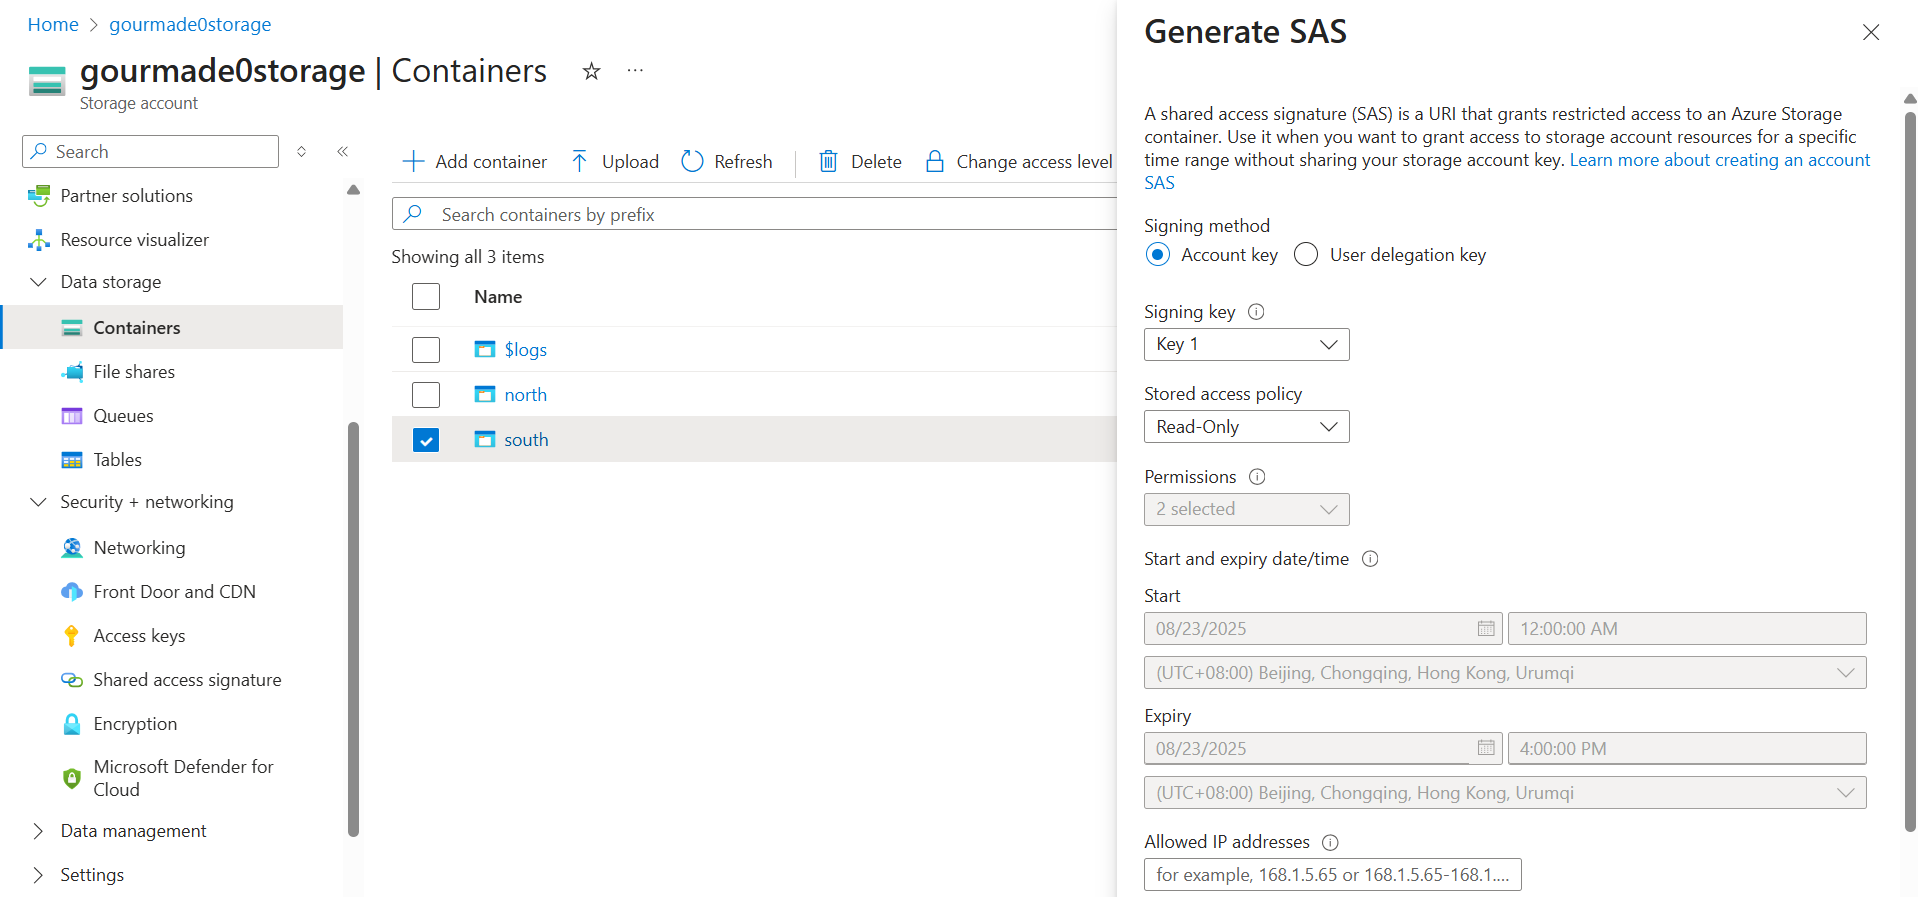 Home > gourmade0storage
gourmade0storage | Containers
Storage account
Search
Partner solutions
Resource visualizer
Data storage
Containers
File shares
Queues
Tables
Security + networking
Networking
Front Door and CDN
Access keys
Shared access signature
Encryption
Microsoft Defender for
Cloud
Data management
Settings
Add container Upload Refresh Delete Change access level
Search containers by prefix
Showing all 3 items
Name
$logs
north
south
Generate SAS
A shared access signature (SAS) is a URI that grants restricted access to an Azure Storage
container. Use it when you want to grant access to storage account resources for a specific
time range without sharing your storage account key. Learn more about creating an account
SAS
Signing method
Account key User delegation key
Signing key
Key 1
Stored access policy
Read-Only
Permissions
2 selected
Start and expiry date/time
Start
08/23/2025 12:00:00 AM
(UTC+08:00) Beijing, Chongqing, Hong Kong, Urumqi
Expiry
08/23/2025 4:00:00 PM
(UTC+08:00) Beijing, Chongqing, Hong Kong, Urumqi
Allowed IP addresses
for example, 168.1.5.65 or 168.1.5.65-168.1....